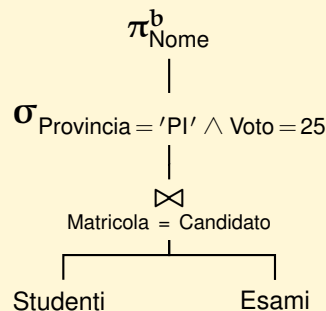 π^b_Nome
σ_Provincia = 'PI' ∧ Voto = 25
⋈
Matricola = Candidato
Studenti Esami